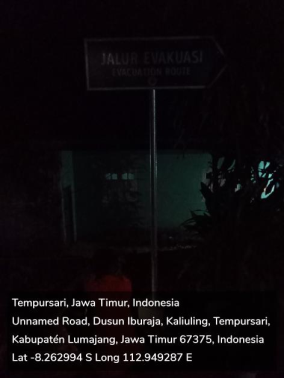 JALUR EVAKUASI
EVACUATION ROUTE
Tempursari, Jawa Timur, Indonesia
Unnamed Road, Dusun Iburaja, Kaliuling, Tempursari,
Kabupatén Lumajang, Jawa Timur 67375, Indonesia
Lat -8.262994 S Long 112.949287 E